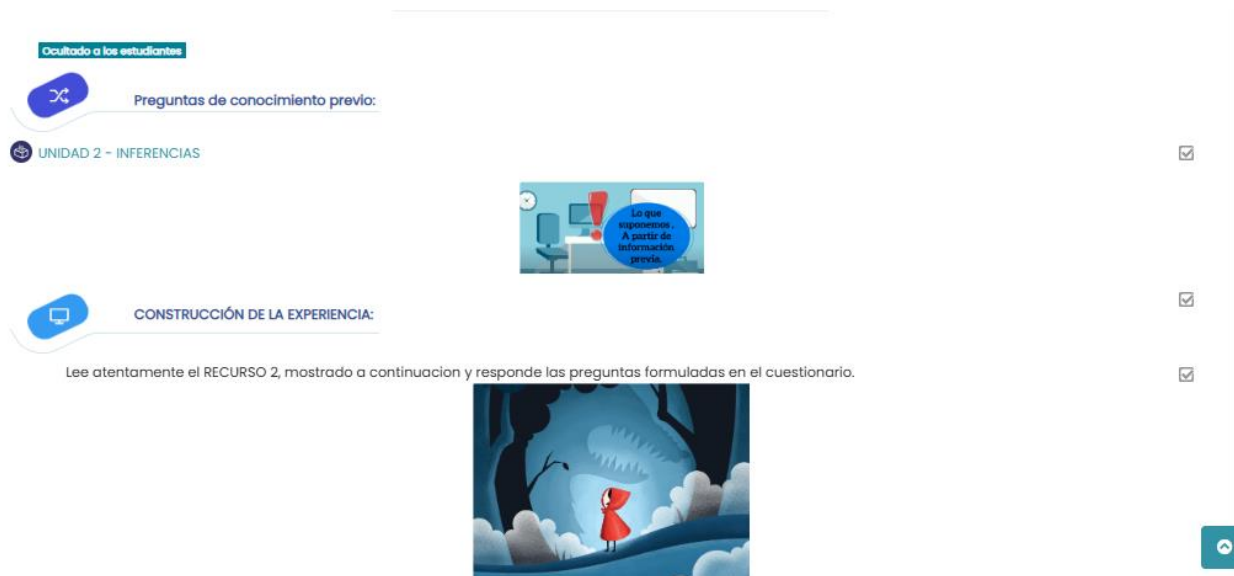 Ocultado a los estudiantes
Preguntas de conocimiento previo:
UNIDAD 2 - INFERENCIAS
Lo que
suponemos .
A partir de
información
previa.
CONSTRUCCIÓN DE LA EXPERIENCIA:
Lee atentamente el RECURSO 2, mostrado a continuacion y responde las preguntas formuladas en el cuestionario.